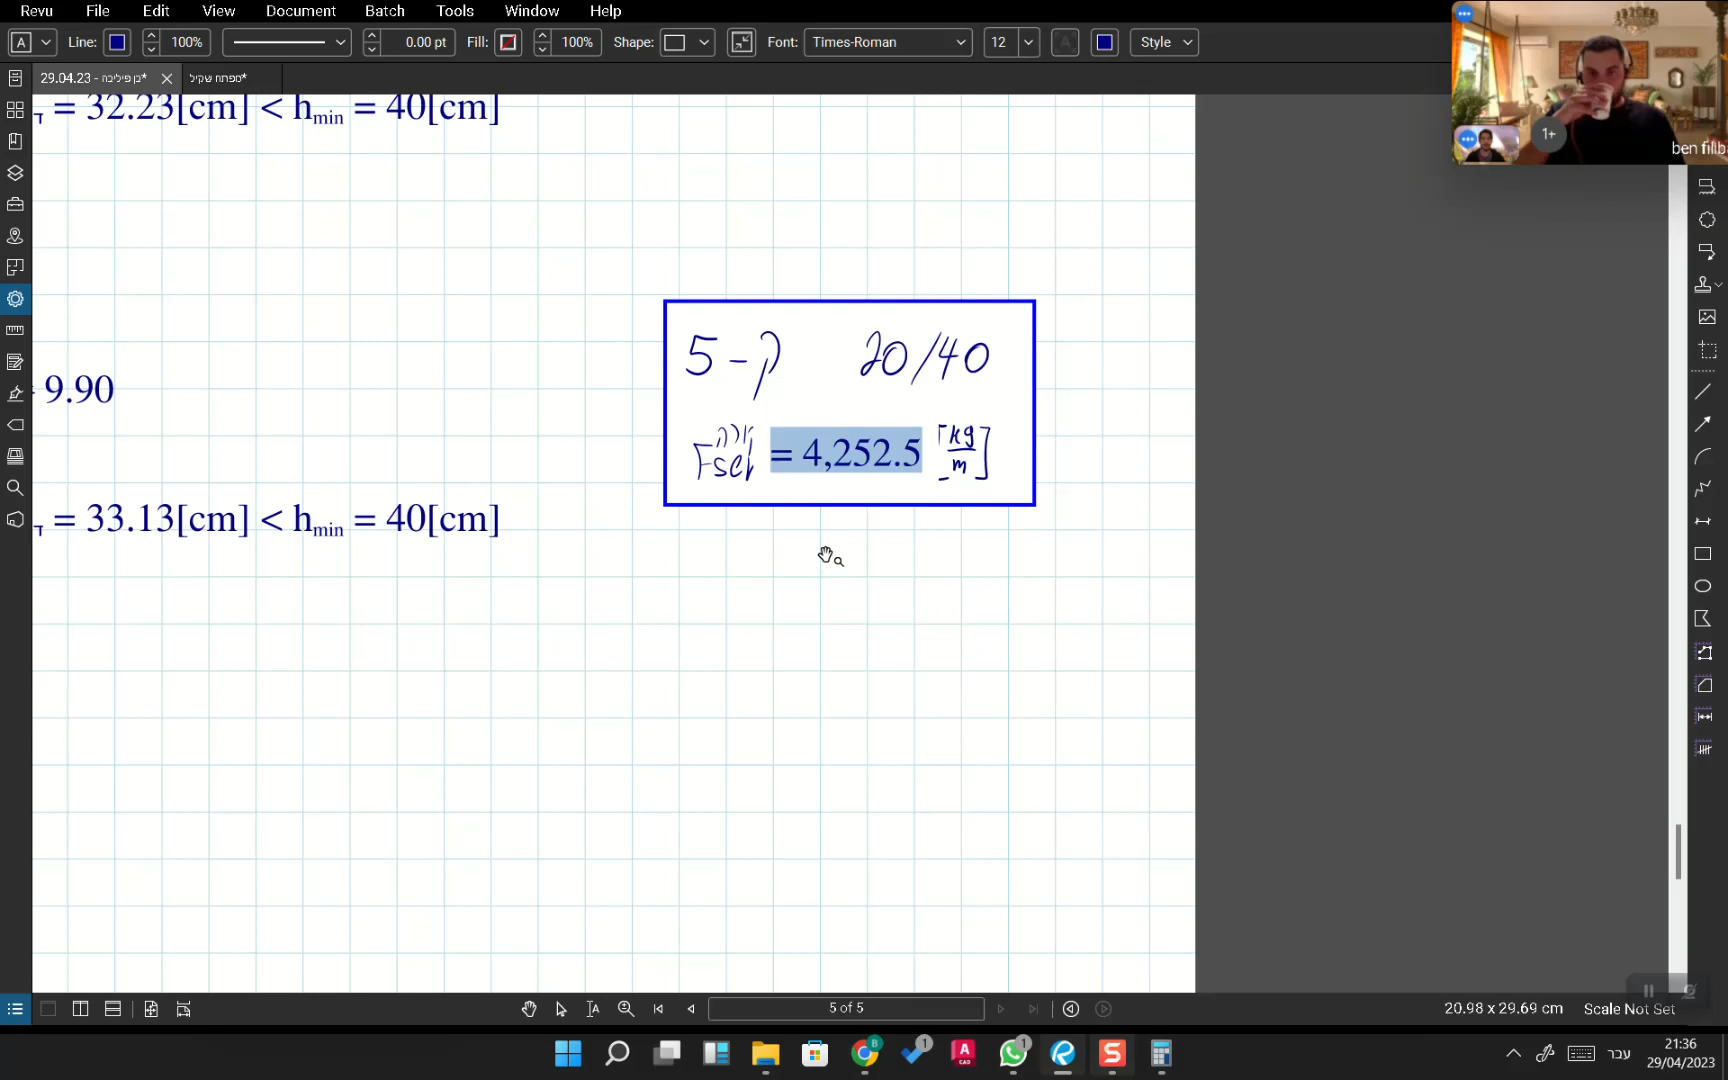 Revu File Edit View Document Batch Tools Window Help
Line: 100% 0.00 pt Fill: 100% Shape: Font: Times-Roman 12 Style
*בן פיליבה - 29.04.23 *מפתח שקיל
ד = 32.23[cm] < hmin = 40[cm]
1+
ben filib
5-ק 20/40
9.90
= 4,252.5 [kg/m]
ד = 33.13[cm] < hmin = 40[cm]
5 of 5
20.98 x 29.69 cm Scale Not Set
עבר
21:36
29/04/2023